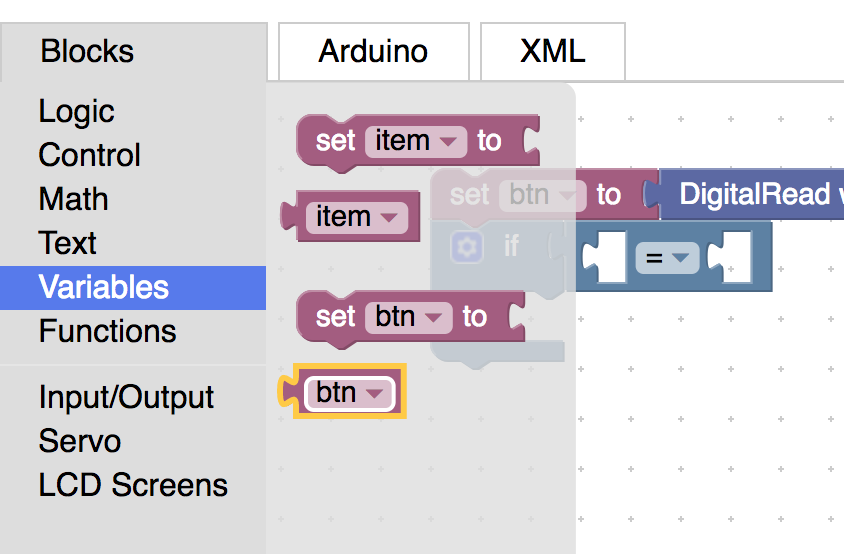 Blocks Arduino XML
Logic
Control
Math
Text
Variables
Functions
Input/Output
Servo
LCD Screens
set item to
item
set btn to
btn
set btn to DigitalRead
if =